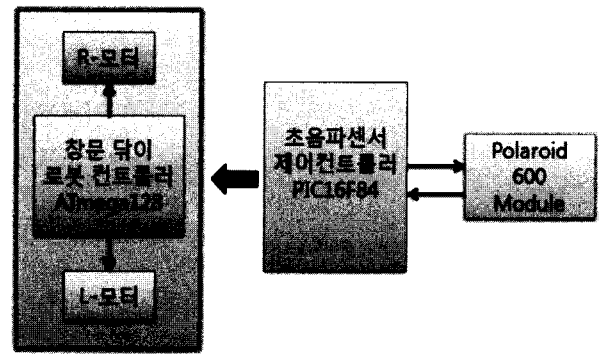 R-모터
창문 닦이
로봇 컨트롤러
ATmega128
L-모터
초음파센서
제어컨트롤러
PIC16F84
Polaroid
600
Module